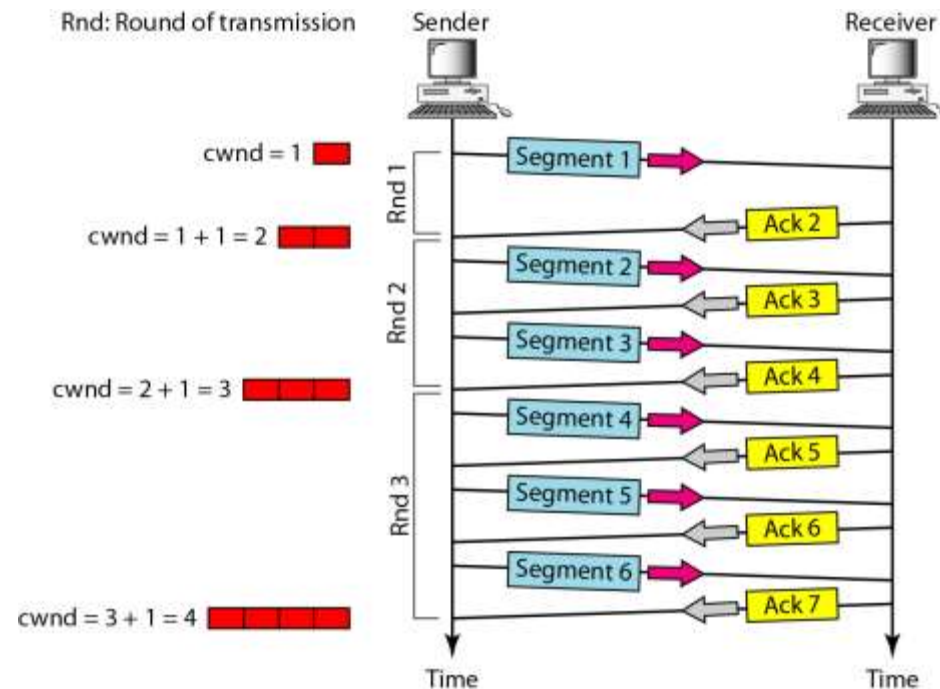 Rnd: Round of transmission
Sender
Receiver
cwnd = 1
Rnd 1
Segment 1
Ack 2
cwnd = 1 + 1 = 2
Rnd 2
Segment 2
Ack 3
Segment 3
Ack 4
cwnd = 2 + 1 = 3
Rnd 3
Segment 4
Ack 5
Segment 5
Ack 6
Segment 6
Ack 7
cwnd = 3 + 1 = 4
Time
Time